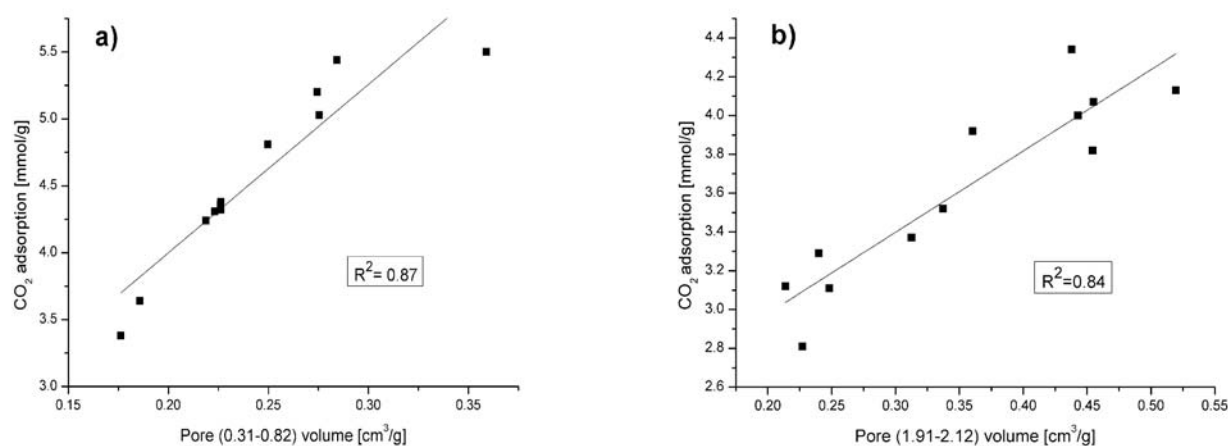 a)
CO₂ adsorption [mmol/g]
5.5
5.0
4.5
4.0
3.5
3.0
R²= 0.87
0.15 0.20 0.25 0.30 0.35
Pore (0.31-0.82) volume [cm³/g]
b)
CO₂ adsorption [mmol/g]
4.4
4.2
4.0
3.8
3.6
3.4
3.2
3.0
2.8
2.6
R²=0.84
0.20 0.25 0.30 0.35 0.40 0.45 0.50 0.55
Pore (1.91-2.12) volume [cm³/g]